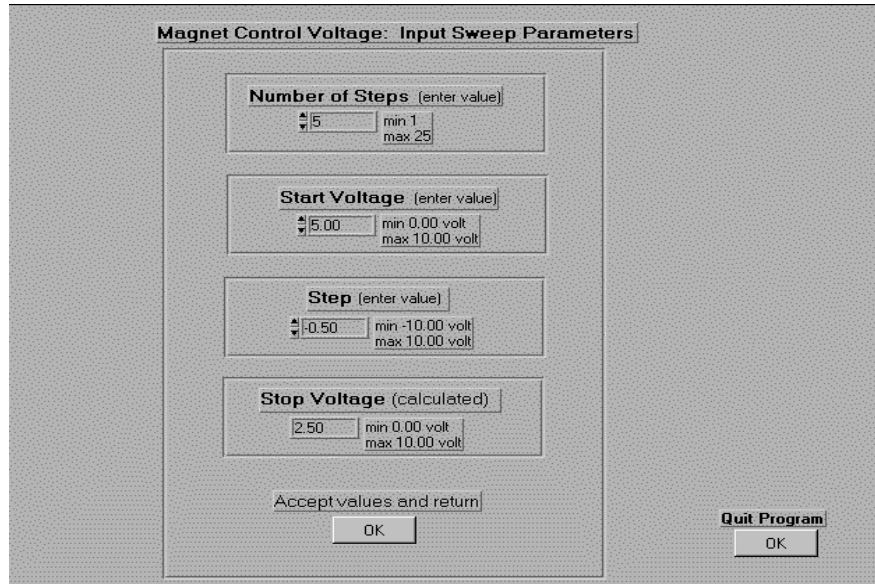 Magnet Control Voltage: Input Sweep Parameters
Number of Steps (enter value)
5 min 1
max 25
Start Voltage (enter value)
5.00 min 0.00 volt
max 10.00 volt
Step (enter value)
-0.50 min -10.00 volt
max 10.00 volt
Stop Voltage (calculated)
2.50 min 0.00 volt
max 10.00 volt
Accept values and return
OK
Quit Program
OK